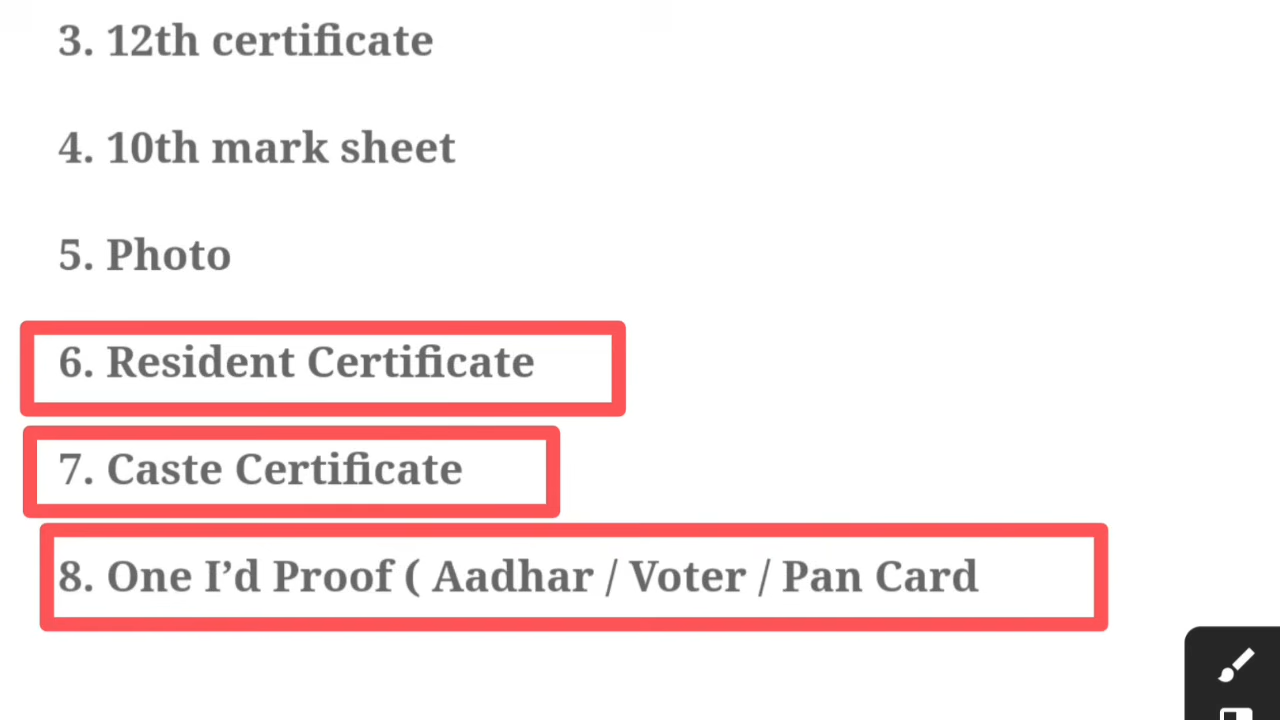 3. 12th certificate
4. 10th mark sheet
5. Photo
6. Resident Certificate
7. Caste Certificate
8. One I’d Proof ( Aadhar / Voter / Pan Card